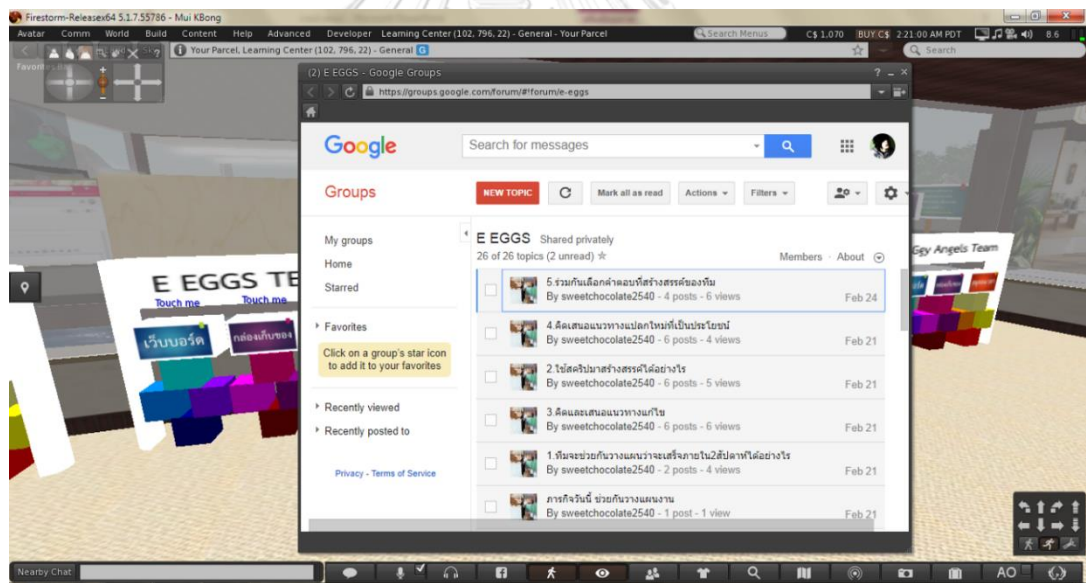 Firestorm-Releasex64 5.1.7.55786 - Mui KBong
Avatar Comm World Build Content Help Advanced Developer Learning Center (102, 796, 22) - General - Your Parcel
Search Menus C$ 1,070 BUY C$ 2:21:00 AM PDT 8.6
Your Parcel, Learning Center (102, 796, 22) - General G
Search
Favorites
(2) E EGGS - Google Groups
https://groups.google.com/forum/#!forum/e-eggs
Google
Search for messages
Groups
NEW TOPIC Mark all as read Actions Filters
My groups
Home
Starred
Favorites
Click on a group's star icon
to add it to your favorites
Recently viewed
Recently posted to
Privacy - Terms of Service
E EGGS Shared privately
26 of 26 topics (2 unread)
Members · About
5.ร่วมกันเลือกคำตอบที่สร้างสรรค์ของทีม
By sweetchocolate2540 - 4 posts - 6 views
Feb 24
4.คิดเสนอแนวทางแปลกใหม่ที่เป็นประโยชน์
By sweetchocolate2540 - 6 posts - 4 views
Feb 21
2.ใช้สคริปมาสร้างสรรค์ได้อย่างไร
By sweetchocolate2540 - 6 posts - 5 views
Feb 21
3.คิดและเสนอแนวทางแก้ไข
By sweetchocolate2540 - 6 posts - 6 views
Feb 21
1.ทีมจะช่วยกันวางแผนว่าจะเสร็จภายใน2สัปดาห์ได้อย่างไร
By sweetchocolate2540 - 2 posts - 4 views
Feb 21
ภารกิจวันนี้ ช่วยกันวางแผนงาน
By sweetchocolate2540 - 1 post - 1 view
Feb 21
E EGGS TE
Touch me Touch me
เว็บบอร์ด
กล่องเก็บของ
Angels Team
Nearby Chat
AO